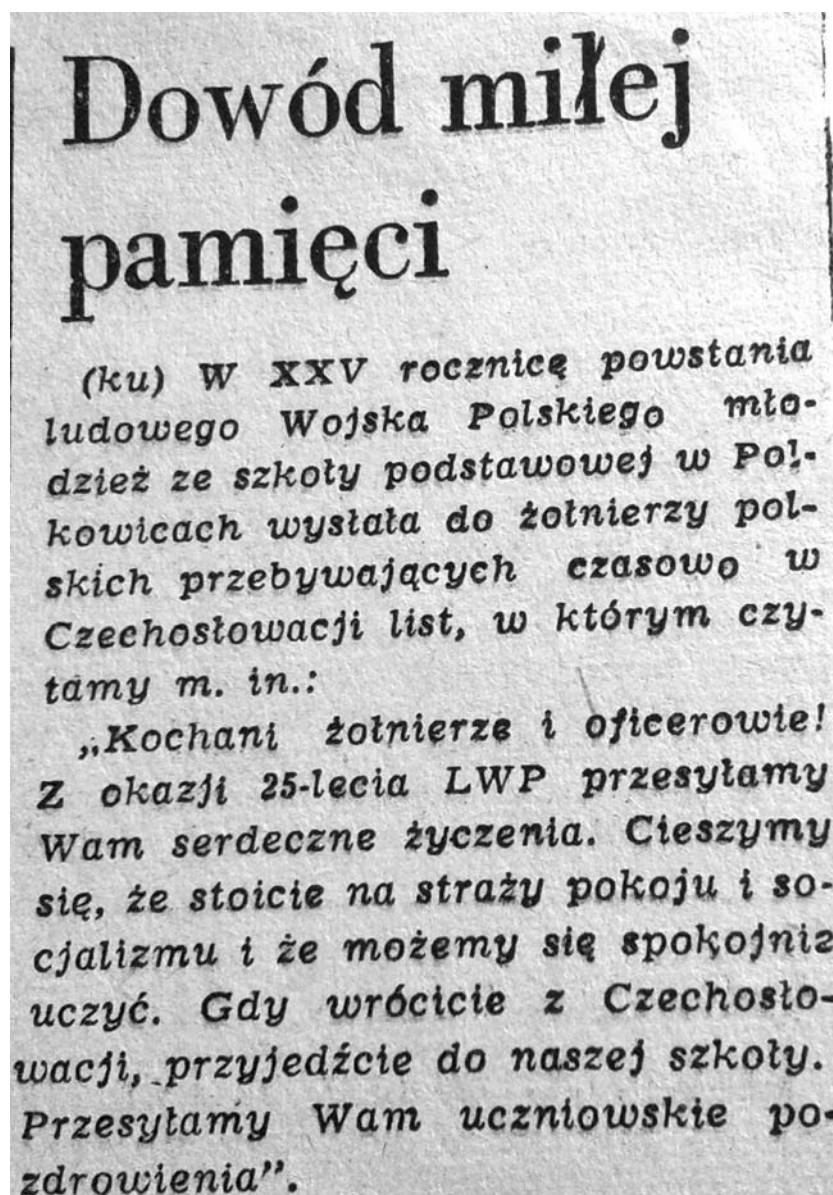 Dowód miłej
pamięci
(ku) W XXV rocznicę powstania
ludowego Wojska Polskiego mło-
dzież ze szkoły podstawowej w Pol-
kowicach wysłała do żołnierzy pol-
skich przebywających czasowo w
Czechosłowacji list, w którym czy-
tamy m. in.:
„Kochani żołnierze i oficerowie!
Z okazji 25-lecia LWP przesyłamy
Wam serdeczne życzenia. Cieszymy
się, że stoicie na straży pokoju i so-
cjalizmu i że możemy się spokojnie
uczyć. Gdy wrócicie z Czechosło-
wacji, przyjedźcie do naszej szkoły.
Przesyłamy Wam uczniowskie po-
zdrowienia”.